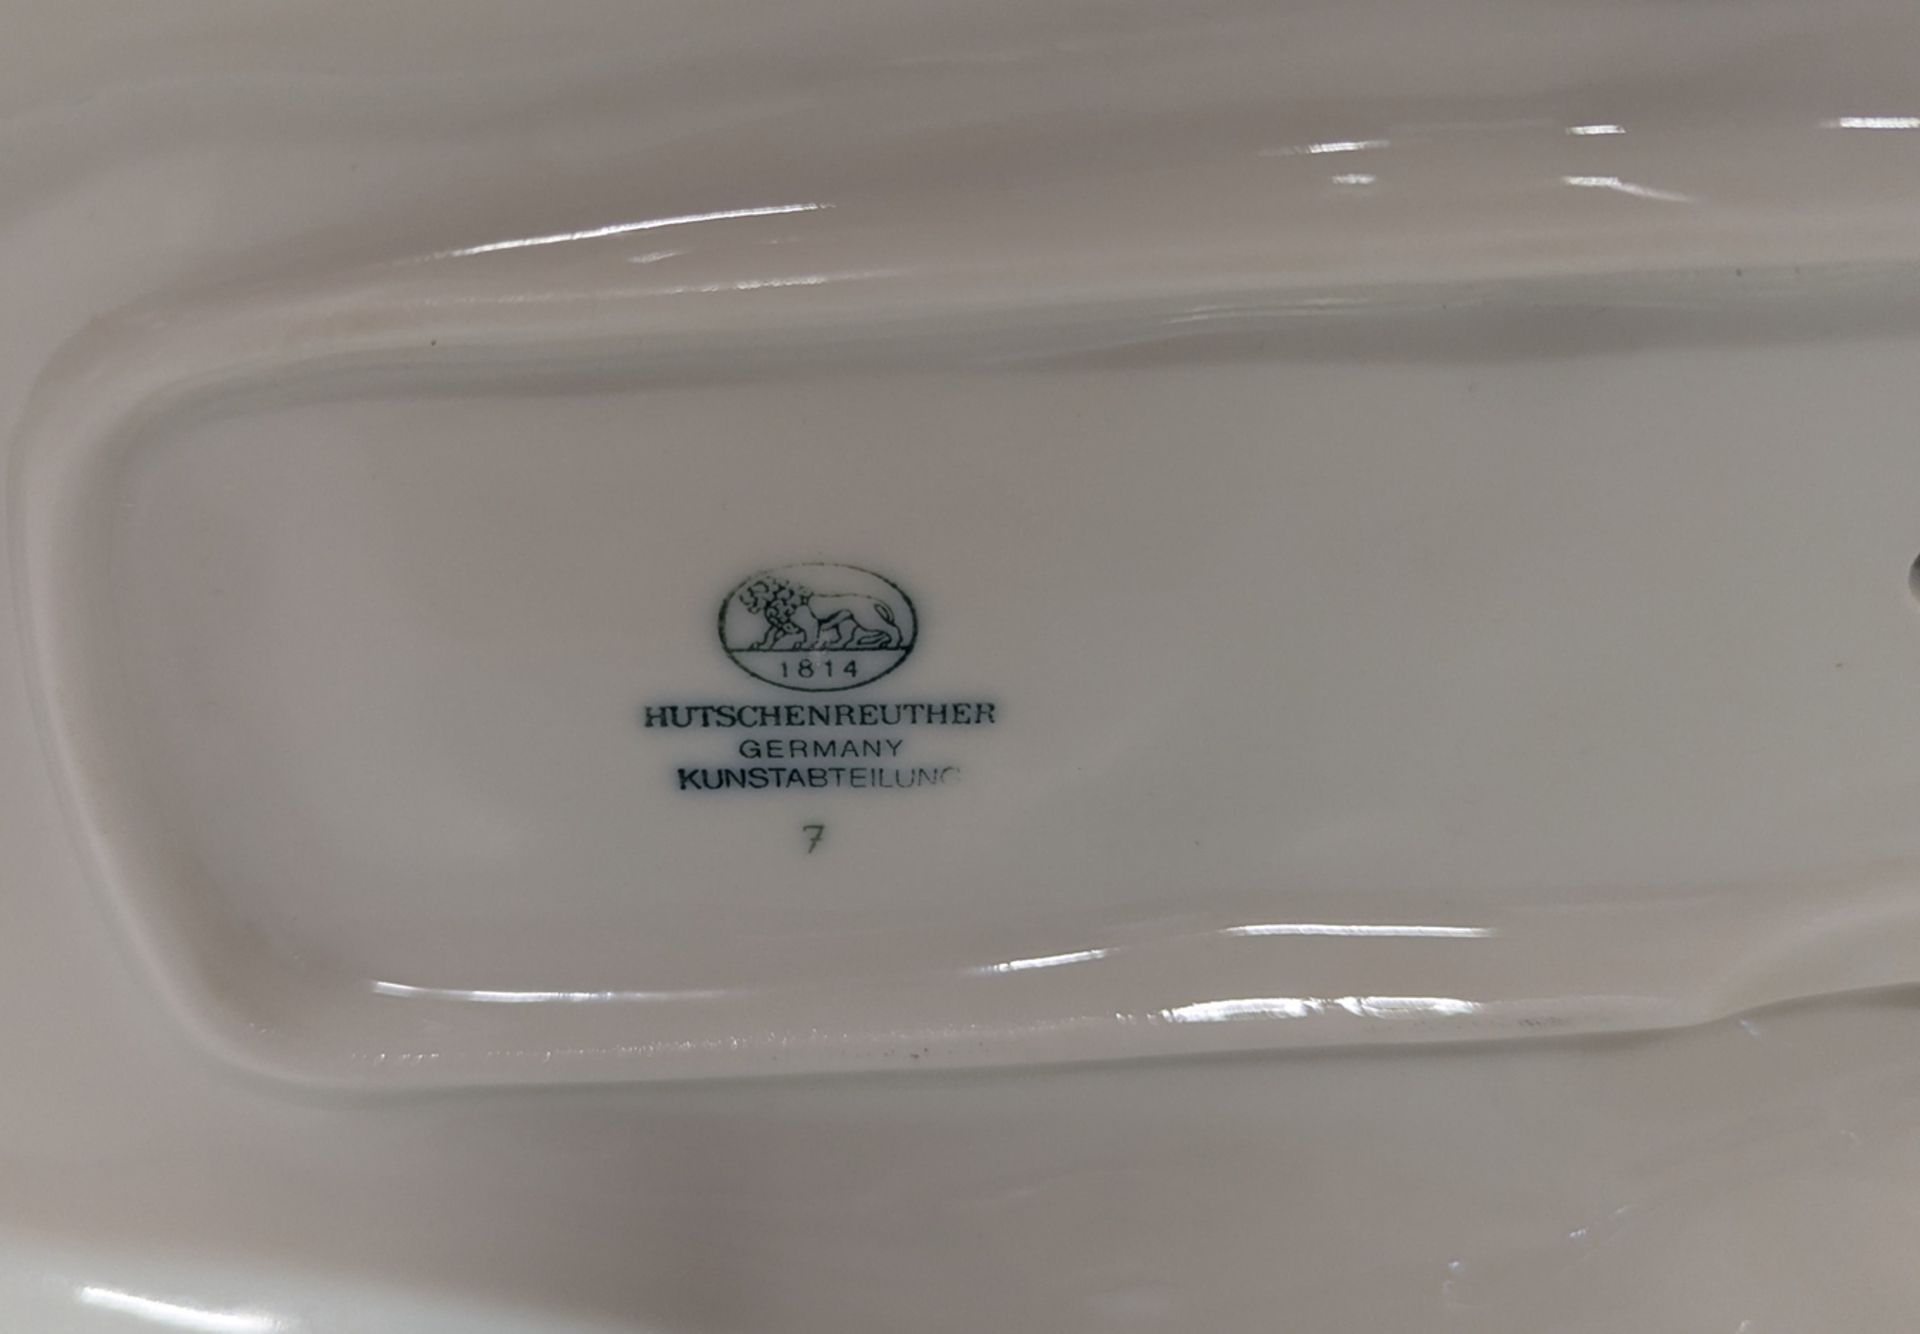 1814
HUTSCHENREUTHER
GERMANY
KUNSTABTEILUNG
7